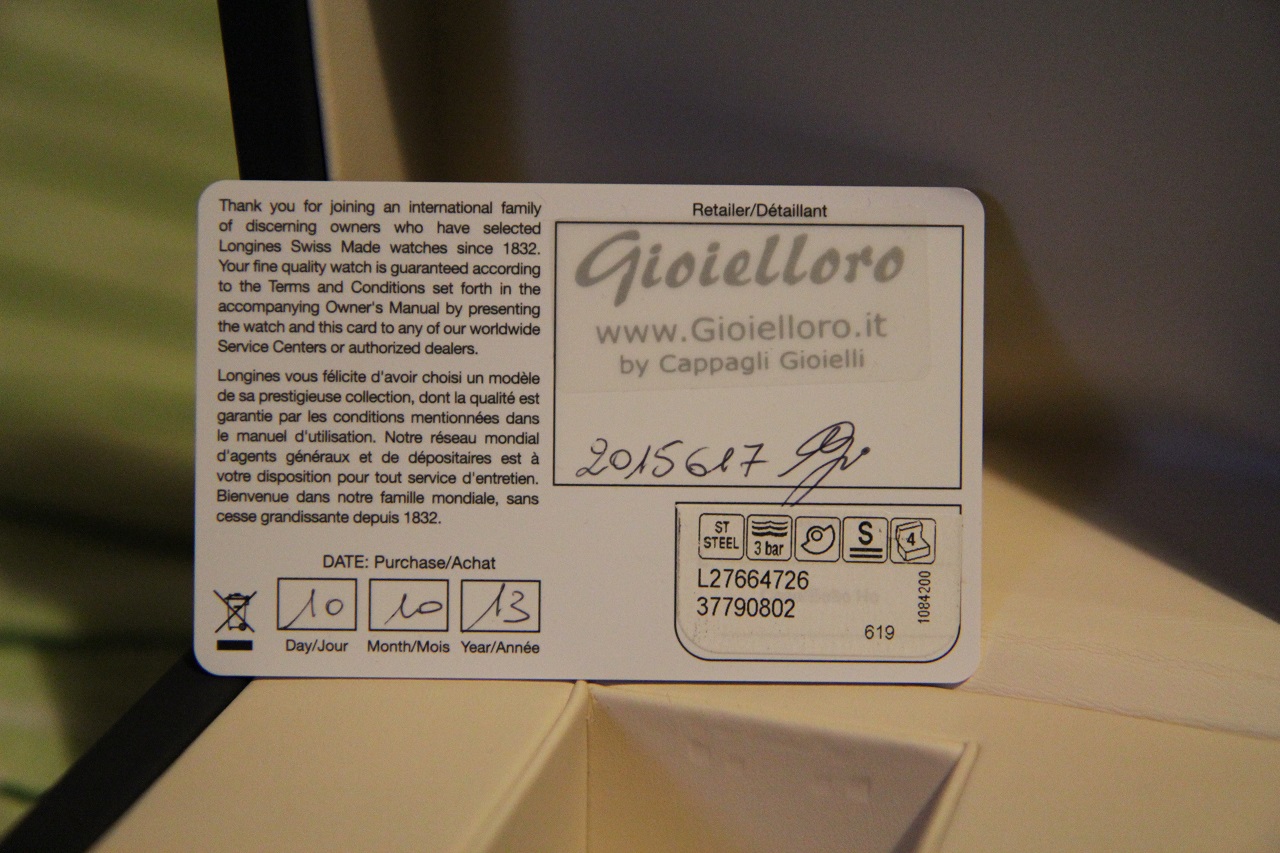 Thank you for joining an international family
of discerning owners who have selected
Longines Swiss Made watches since 1832.
Your fine quality watch is guaranteed according
to the Terms and Conditions set forth in the
accompanying Owner's Manual by presenting
the watch and this card to any of our worldwide
Service Centers or authorized dealers.
Longines vous félicite d'avoir choisi un modèle
de sa prestigieuse collection, dont la qualité est
garantie par les conditions mentionnées dans
le manuel d'utilisation. Notre réseau mondial
d'agents généraux et de dépositaires est à
votre disposition pour tout service d'entretien.
Bienvenue dans notre famille mondiale, sans
cesse grandissante depuis 1832.
DATE: Purchase/Achat
10 10 13
Day/Jour Month/Mois Year/Année
Retailer/Détaillant
Gioielloro
www.Gioielloro.it
by Cappagli Gioielli
2015617
ST
STEEL
3 bar
S
4
L27664726
37790802
619
1084200